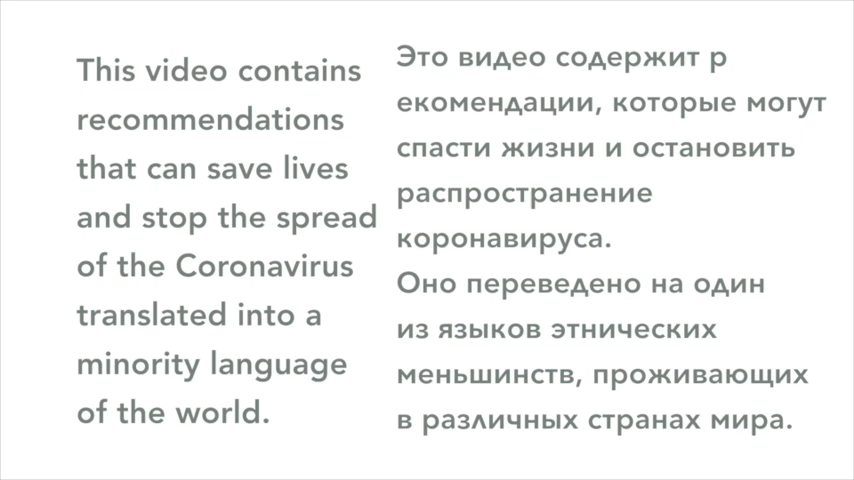 This video contains
recommendations
that can save lives
and stop the spread
of the Coronavirus
translated into a
minority language
of the world.
Это видео содержит р
екомендации, которые могут
спасти жизни и остановить
распространение
коронавируса.
Оно переведено на один
из языков этнических
меньшинств, проживающих
в различных странах мира.